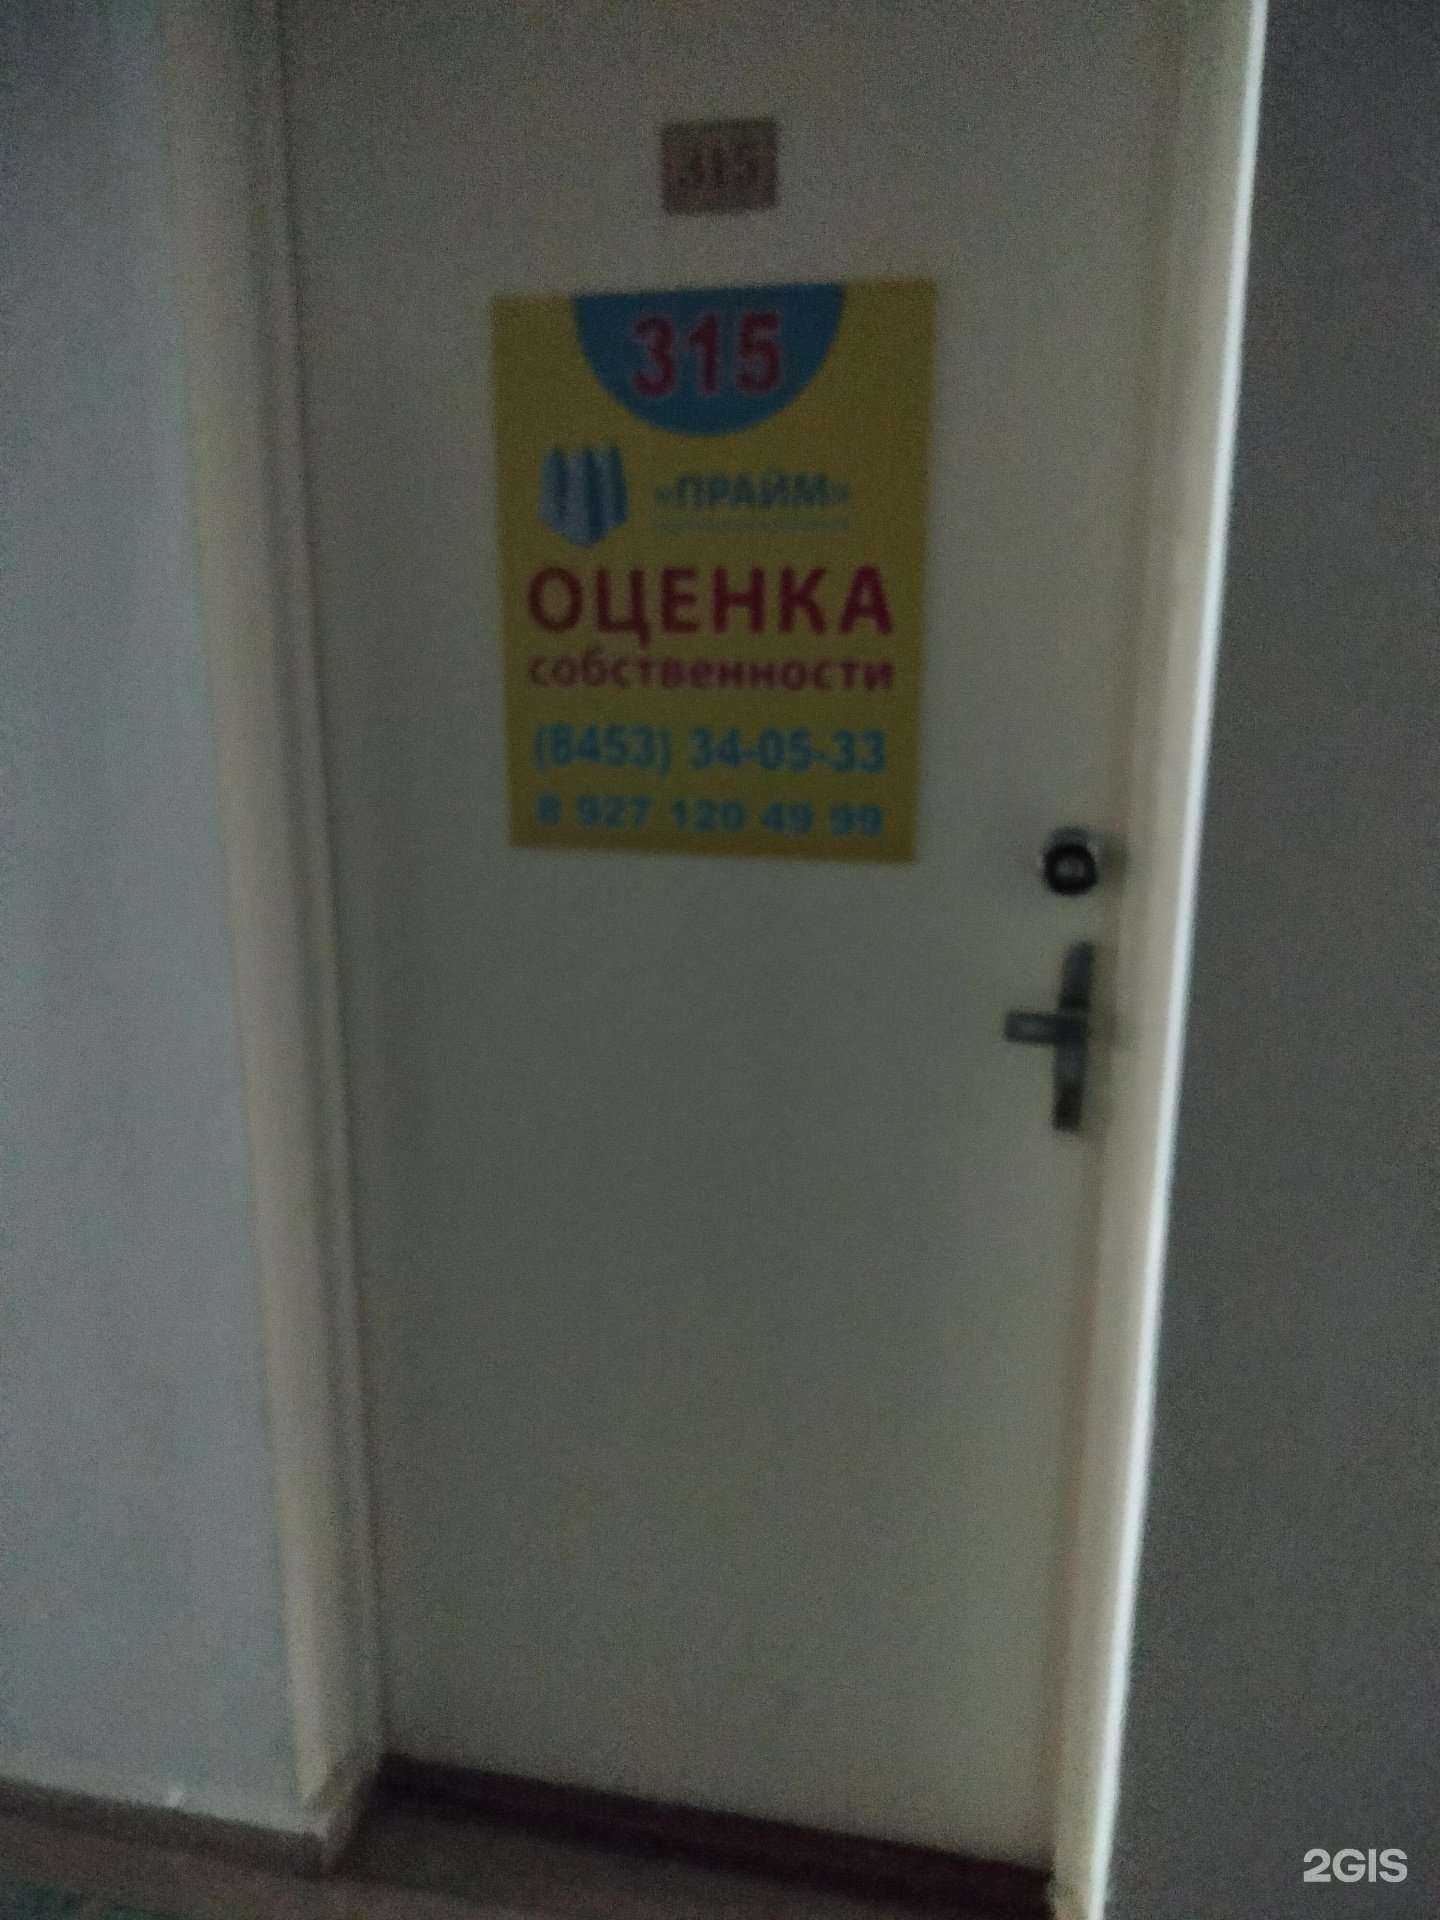 315
315
«ПРАЙМ»
ОЦЕНКА
собственности
(8453) 34-05-33
8 927 120 49 99
2GIS